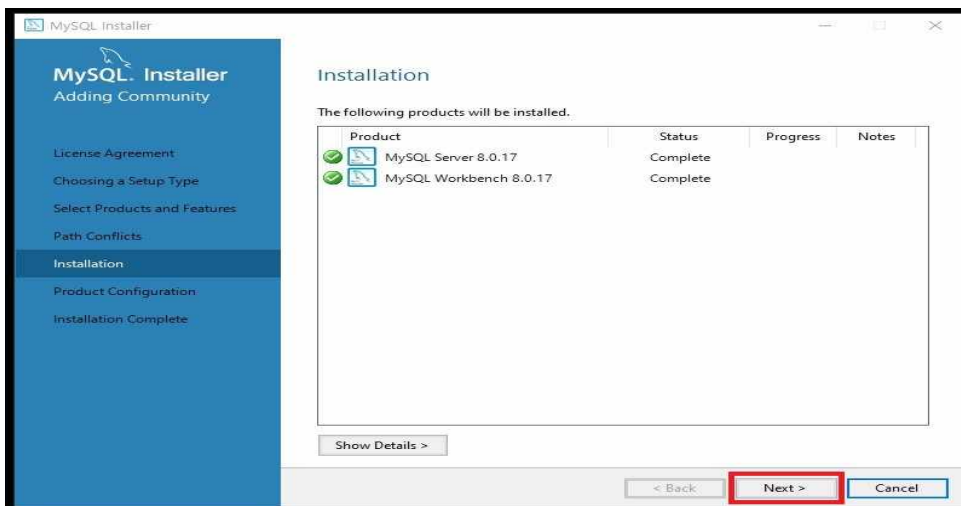 MySQL Installer
MySQL. Installer
Adding Community
License Agreement
Choosing a Setup Type
Select Products and Features
Path Conflicts
Installation
Product Configuration
Installation Complete
Installation
The following products will be installed.
Product Status Progress Notes
MySQL Server 8.0.17 Complete
MySQL Workbench 8.0.17 Complete
Show Details >
< Back Next > Cancel